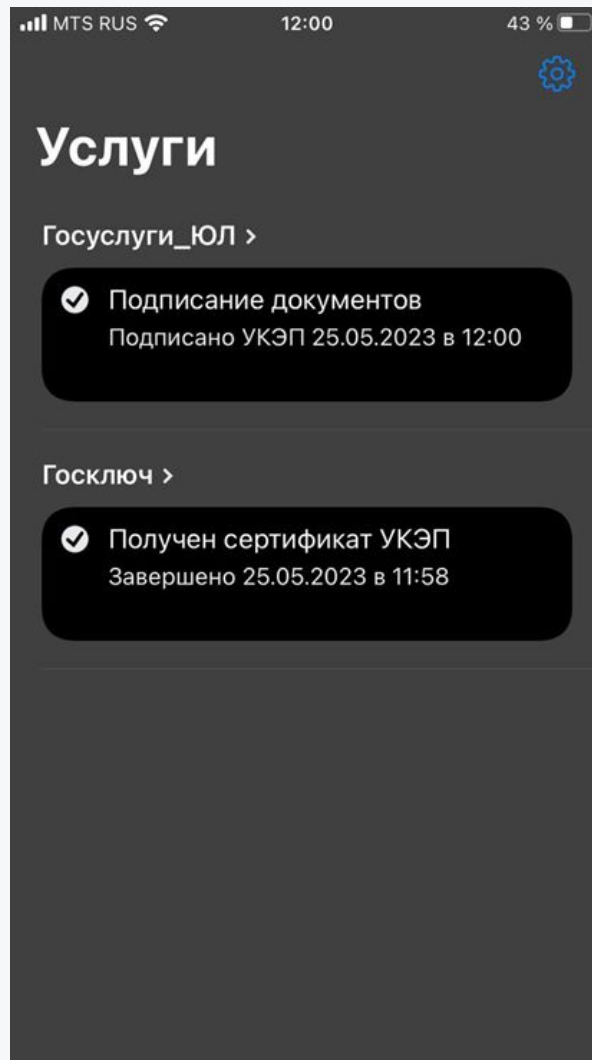 MTS RUS 12:00 43 %
Услуги
Госуслуги_ЮЛ >
Подписание документов
Подписано УКЭП 25.05.2023 в 12:00
Госключ >
Получен сертификат УКЭП
Завершено 25.05.2023 в 11:58